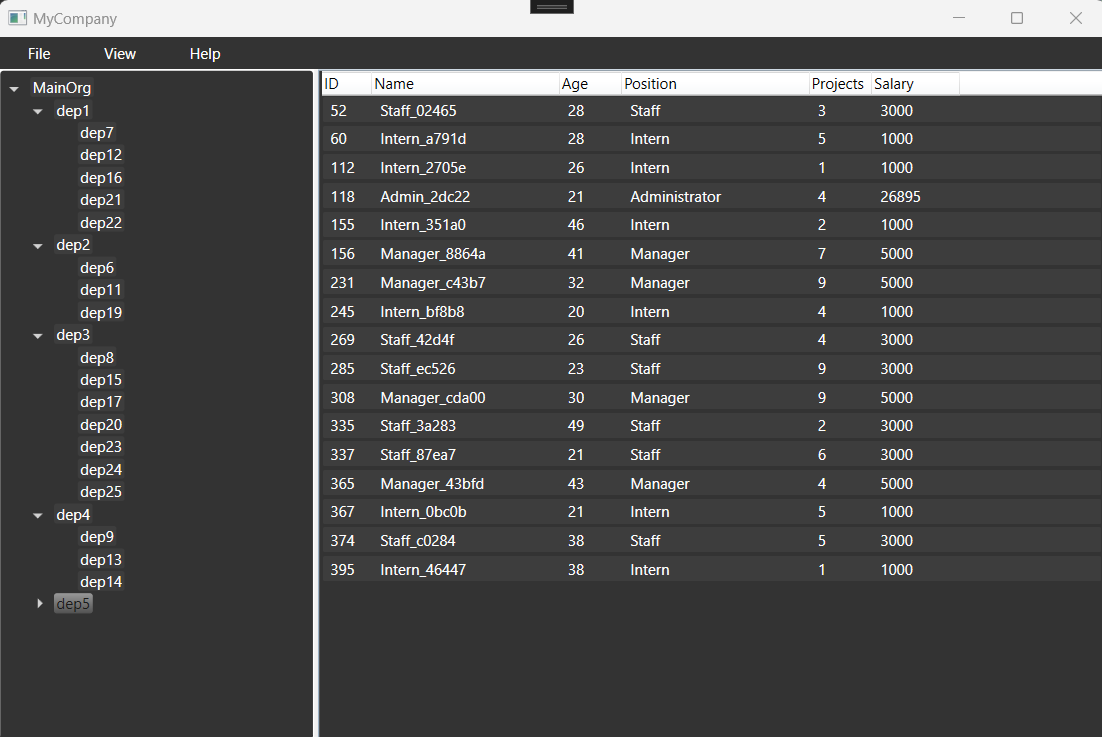 MyCompany
File View Help
MainOrg
dep1
dep7
dep12
dep16
dep21
dep22
dep2
dep6
dep11
dep19
dep3
dep8
dep15
dep17
dep20
dep23
dep24
dep25
dep4
dep9
dep13
dep14
dep5
ID Name Age Position Projects Salary
52 Staff_02465 28 Staff 3 3000
60 Intern_a791d 28 Intern 5 1000
112 Intern_2705e 26 Intern 1 1000
118 Admin_2dc22 21 Administrator 4 26895
155 Intern_351a0 46 Intern 2 1000
156 Manager_8864a 41 Manager 7 5000
231 Manager_c43b7 32 Manager 9 5000
245 Intern_bf8b8 20 Intern 4 1000
269 Staff_42d4f 26 Staff 4 3000
285 Staff_ec526 23 Staff 9 3000
308 Manager_cda00 30 Manager 9 5000
335 Staff_3a283 49 Staff 2 3000
337 Staff_87ea7 21 Staff 6 3000
365 Manager_43bfd 43 Manager 4 5000
367 Intern_0bc0b 21 Intern 5 1000
374 Staff_c0284 38 Staff 5 3000
395 Intern_46447 38 Intern 1 1000